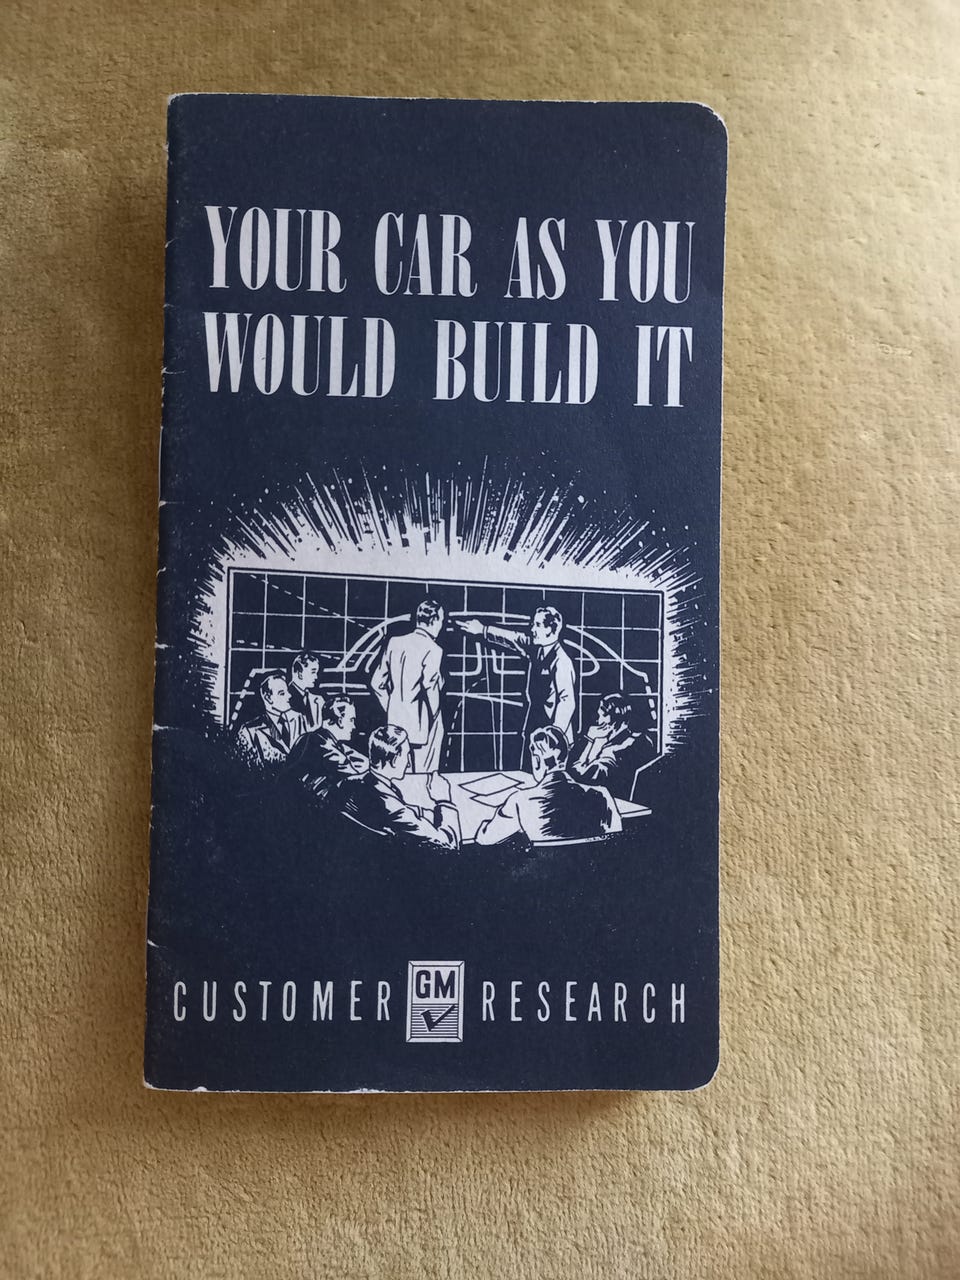 YOUR CAR AS YOU
WOULD BUILD IT
CUSTOMER GM RESEARCH